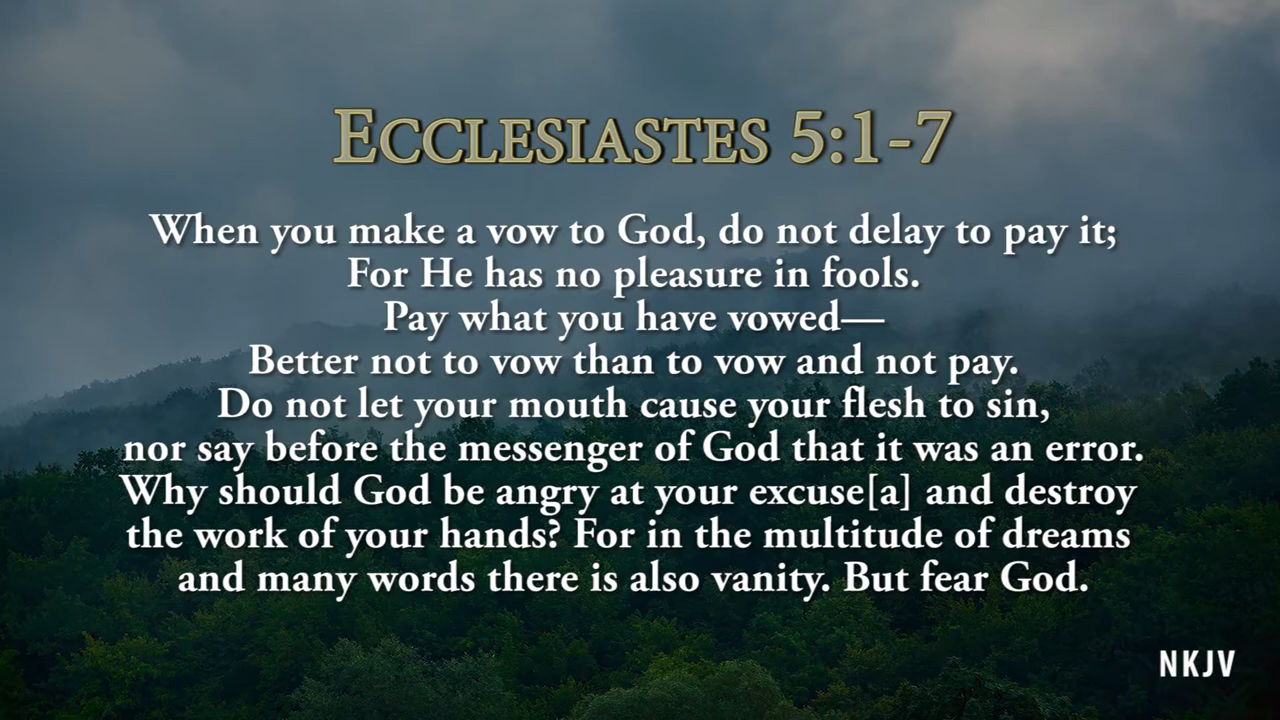 Ecclesiastes 5:1-7
When you make a vow to God, do not delay to pay it;
For He has no pleasure in fools.
Pay what you have vowed—
Better not to vow than to vow and not pay.
Do not let your mouth cause your flesh to sin,
nor say before the messenger of God that it was an error.
Why should God be angry at your excuse[a] and destroy
the work of your hands? For in the multitude of dreams
and many words there is also vanity. But fear God.
NKJV